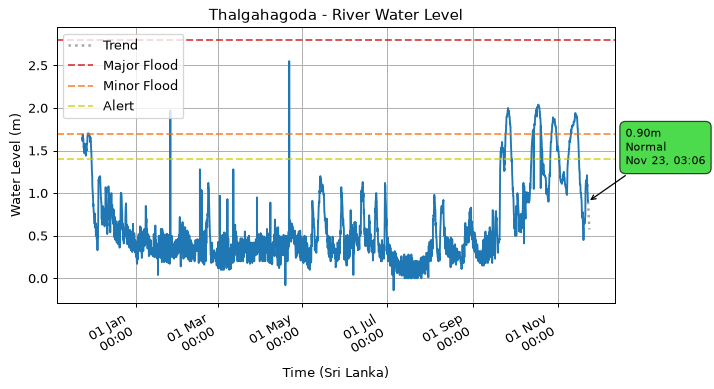 Thalgahagoda - River Water Level
Trend
Major Flood
Minor Flood
Alert
Water Level (m)
2.5
2.0
1.5
1.0
0.5
0.0
0.90m
Normal
Nov 23, 03:06
01 Jan
00:00
01 Mar
00:00
01 May
00:00
01 Jul
00:00
01 Sep
00:00
01 Nov
00:00
Time (Sri Lanka)